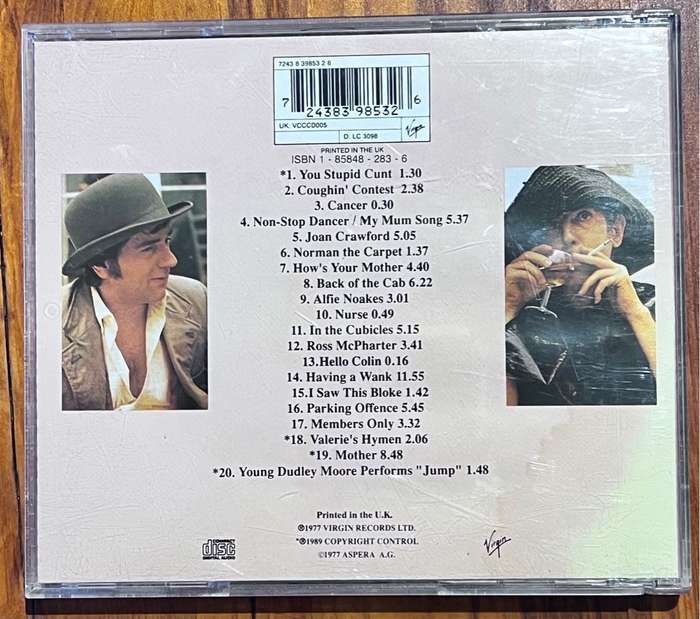 7243 8 39853 2 6
7 24383 98532 6
UK: VCCCD005
D: LC 3098
Virgin
PRINTED IN THE UK
ISBN 1 - 85848 - 283 - 6
*1. You Stupid Cunt 1.30
2. Coughin' Contest 2.38
3. Cancer 0.30
4. Non-Stop Dancer / My Mum Song 5.37
5. Joan Crawford 5.05
6. Norman the Carpet 1.37
7. How's Your Mother 4.40
8. Back of the Cab 6.22
9. Alfie Noakes 3.01
10. Nurse 0.49
11. In the Cubicles 5.15
12. Ross McPharter 3.41
13.Hello Colin 0.16
14. Having a Wank 11.55
15.I Saw This Bloke 1.42
16. Parking Offence 5.45
17. Members Only 3.32
*18. Valerie's Hymen 2.06
*19. Mother 8.48
*20. Young Dudley Moore Performs "Jump" 1.48
Printed in the U.K.
℗1977 VIRGIN RECORDS LTD.
*℗1989 COPYRIGHT CONTROL
©1977 ASPERA A.G.
COMPACT
disc
DIGITAL AUDIO
Virgin